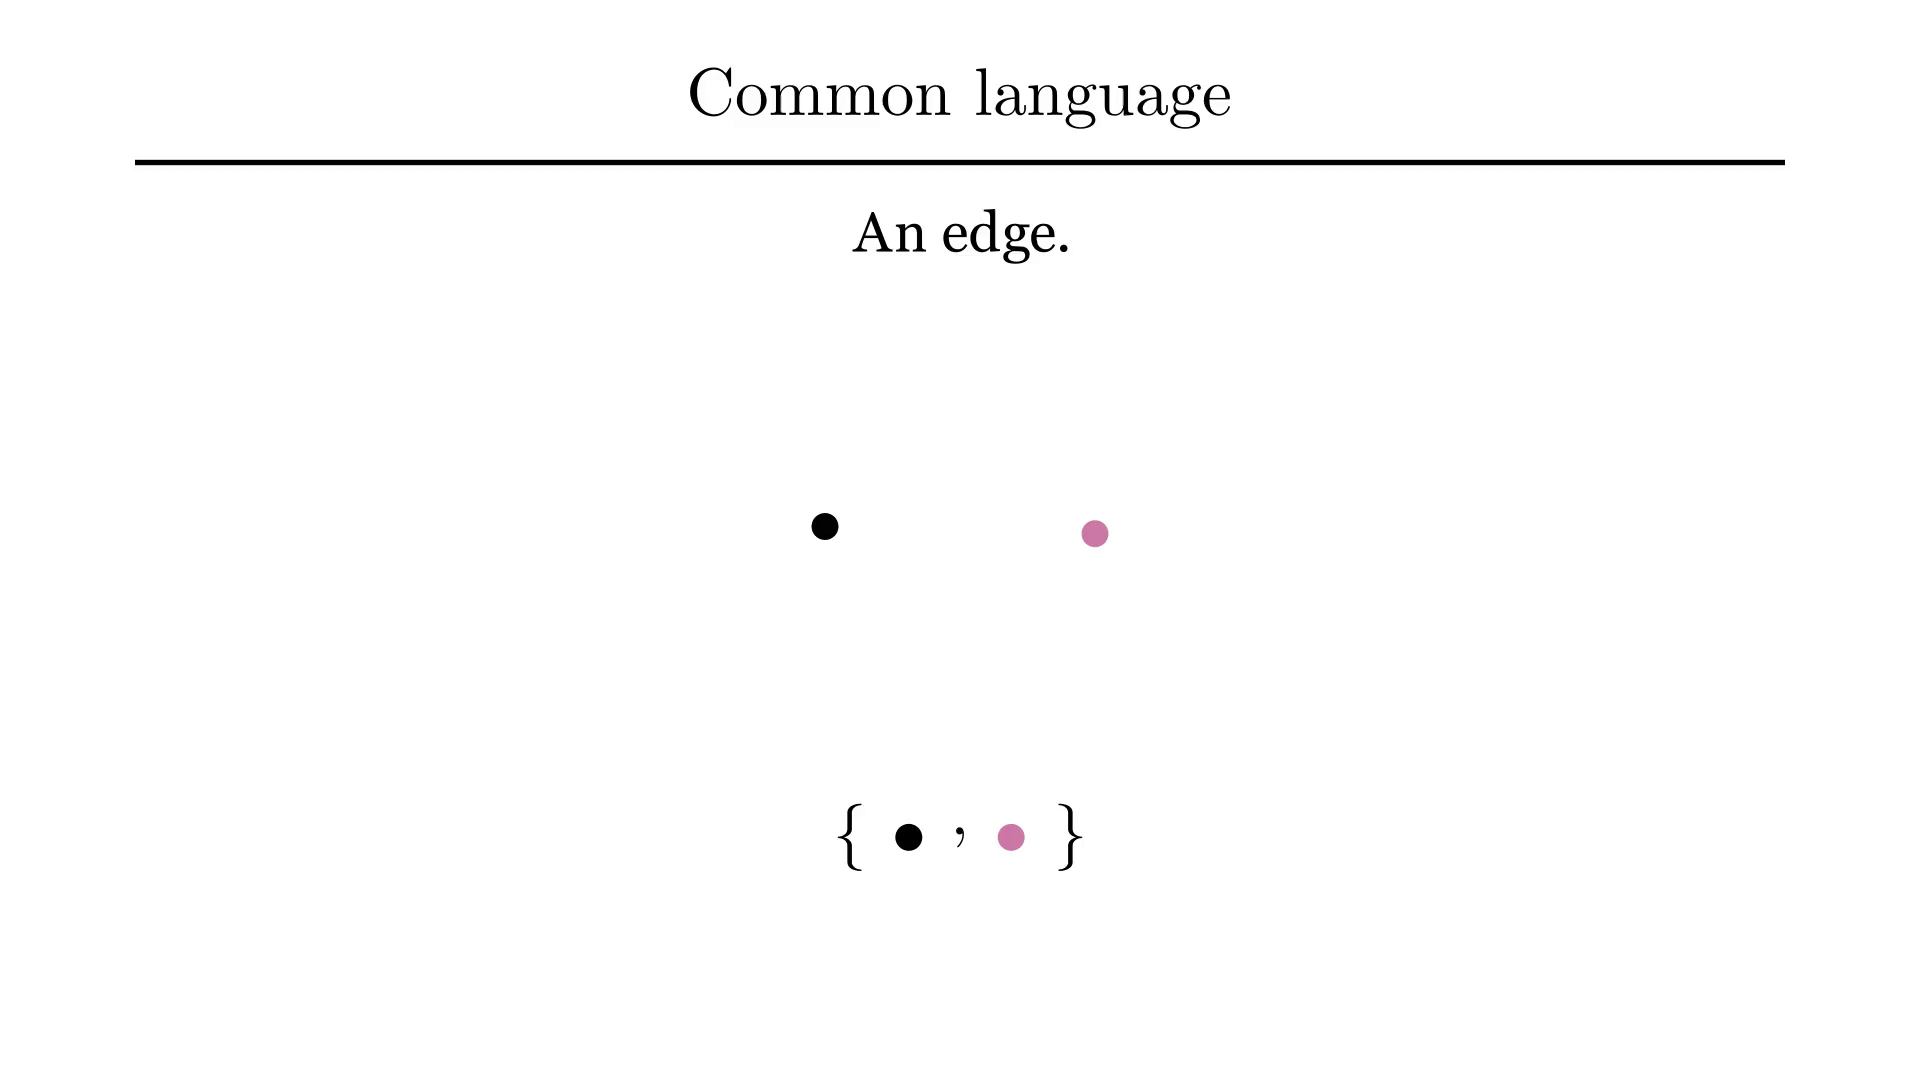 Common language
An edge.
{ ● , ● }